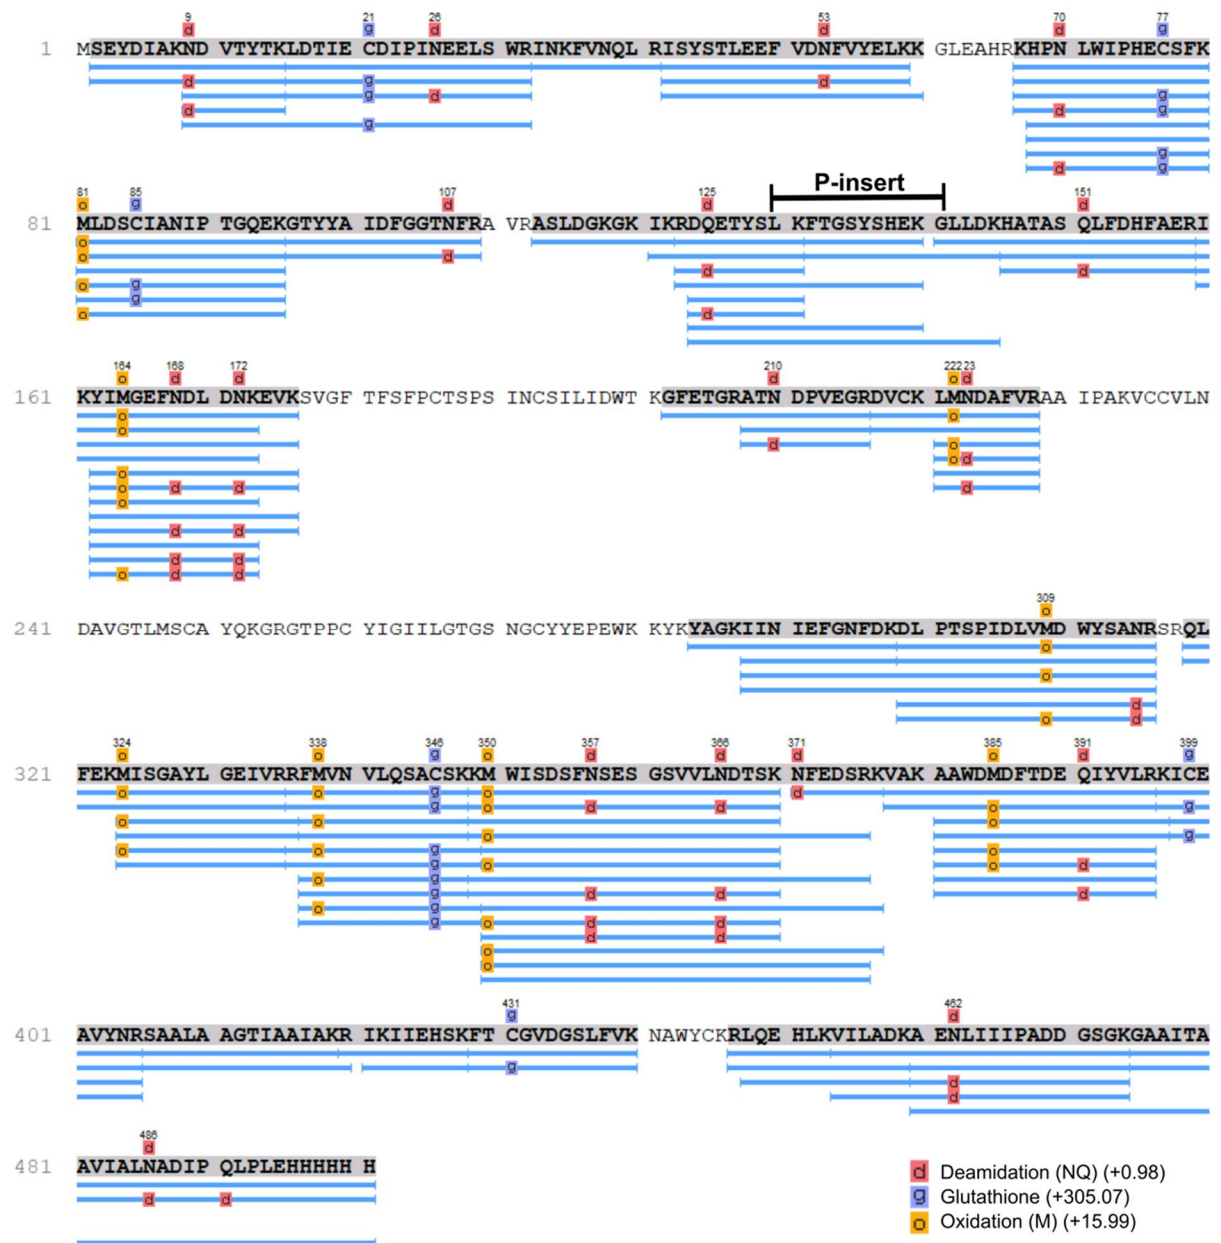 9 21 26 53 70 77
d g d d d g
1 MSEYDIAKND VTYTKLDTIE CDIPINEELS WRINKFVNQL RISYSTLEEF VDNFVYELKK GLEAHRKHPN LWIPHECSFK
d g d
g d g
d d g
g
g
d g
P-insert
81 85 107 125 151
o g d d d
81 MLDSCIANIP TGQEKGTYYA IDFGGTNFRA VRASLDGKGK IKRDQETYSL KFTGSYSHEK GLLDKHATAS QLFDHFAERI
o
o d
d d
o g
g
o d
164 168 172 210 22223
o d d d o d
161 KYIMGEFNDL DNKEVKSVGF TFSFPCTSPS INCSILIDWT KGFETGRATN DPVEGRDVCK LMNDAFVRAA IPAKVCCVLN
o o
o
d o
o d
o
o d d d
o
d d
d d
o d d
309
o
241 DAVGTLMSCA YQKGRGTPPC YIGIILGTGS NGCYYEPEWK KYKYAGKIIN IEFGNFDKDL PTSPIDLVMD WYSANRSRQL
o
o
d
o d
324 338 346 350 357 366 371 385 391 399
o o g o d d d o d g
321 FEKMISGAYL GEIVRRFMVN VLQSACSKKM WISDSFNSES GSVVLNDTSK NFEDSRKVAK AAWDMDFTDE QIYVLRKICE
o o g o d
g o d d o g
o o o
o g
o o g o o
g o o d
o g
g d d d
o g
g o d d
d d
o
o
431 462
g d
401 AVYNRSAALA AGTIAAIAKR IKIIEHSKFT CGVDGSLFVK NAWYCKRLQE HLKVILADKA ENLIIIPADD GSGKGAAITA
g
d
d
486
d
481 AVIALNADIP QLPLEHHHHH H
d d
d Deamidation (NQ) (+0.98)
g Glutathione (+305.07)
o Oxidation (M) (+15.99)